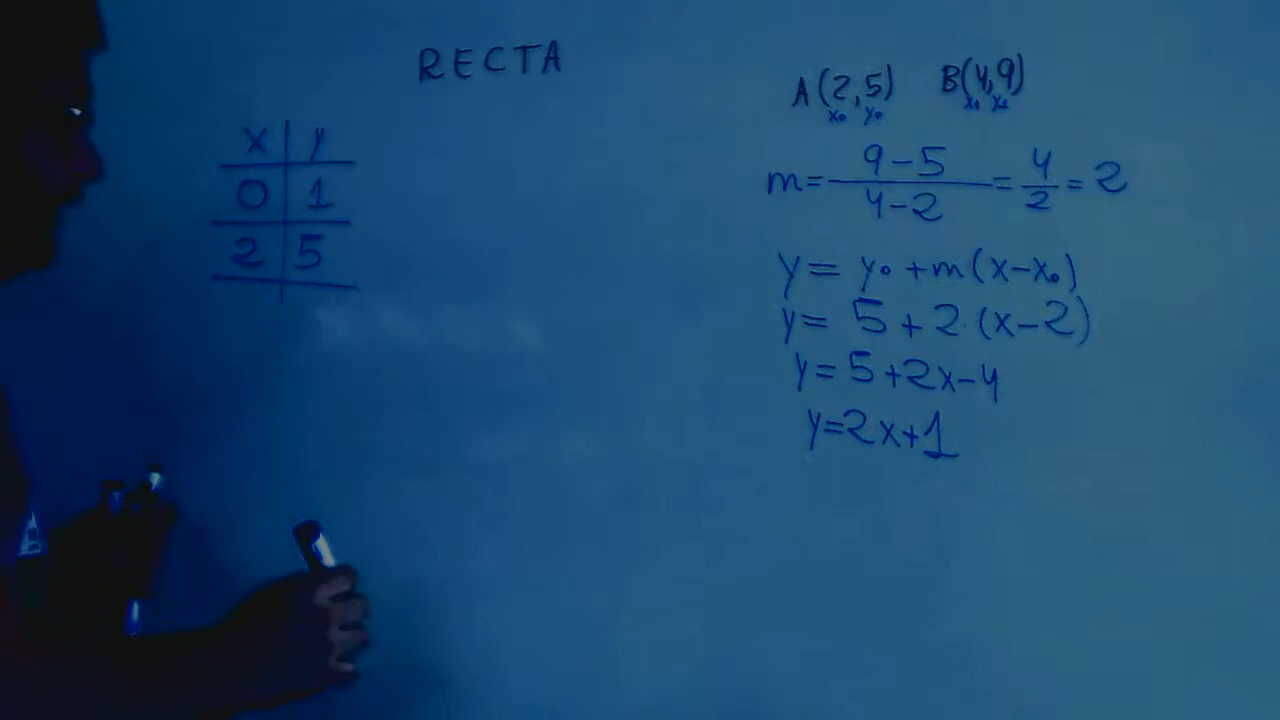 RECTA
x y
0 1
2 5
A(2,5) B(4,9)
x₀ y₀ x₁ y₁
m = 9-5 / 4-2 = 4/2 = 2
y = y₀ + m(x-x₀)
y = 5 + 2·(x-2)
y = 5+2x-4
y=2x+1